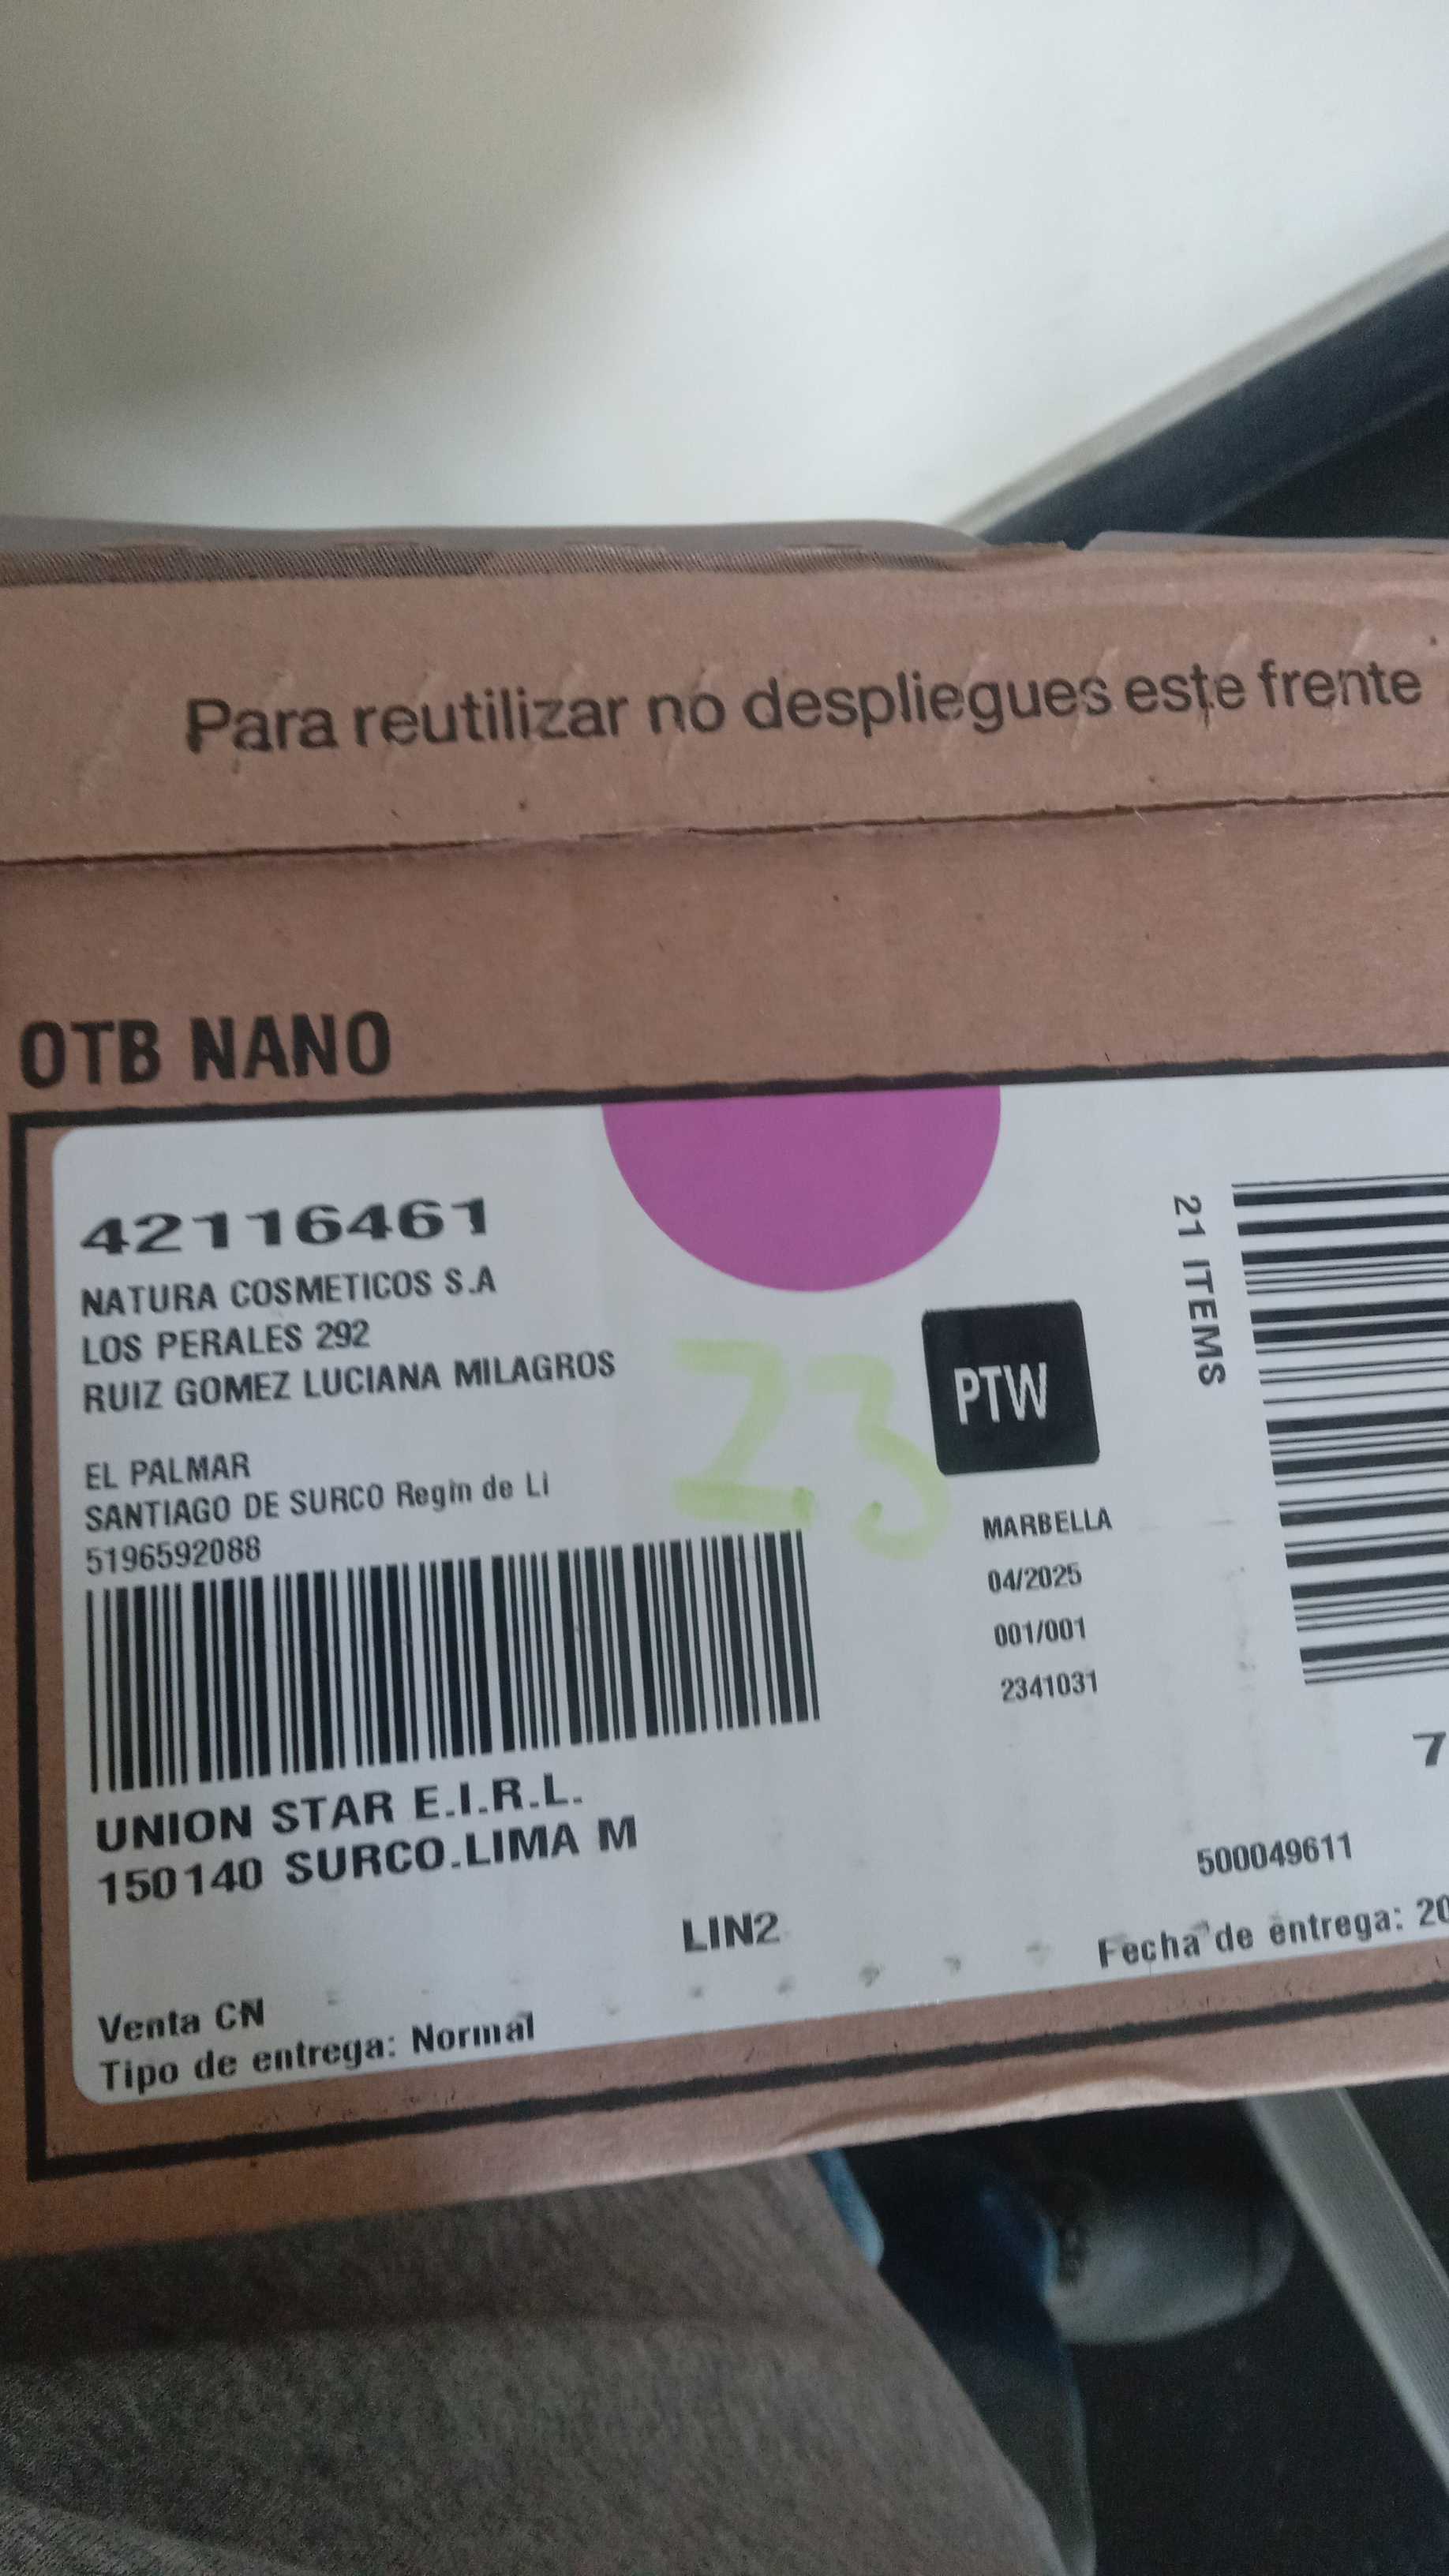 Para reutilizar no despliegues este frente
OTB NANO
42116461
NATURA COSMETICOS S.A
LOS PERALES 292
RUIZ GOMEZ LUCIANA MILAGROS
EL PALMAR
SANTIAGO DE SURCO Regin de Li
5196592088
23
PTW
21 ITEMS
MARBELLA
04/2025
001/001
2341031
UNION STAR E.I.R.L.
150140 SURCO.LIMA M
7
500049611
LIN2
Fecha de entrega: 20
Venta CN
Tipo de entrega: Normal